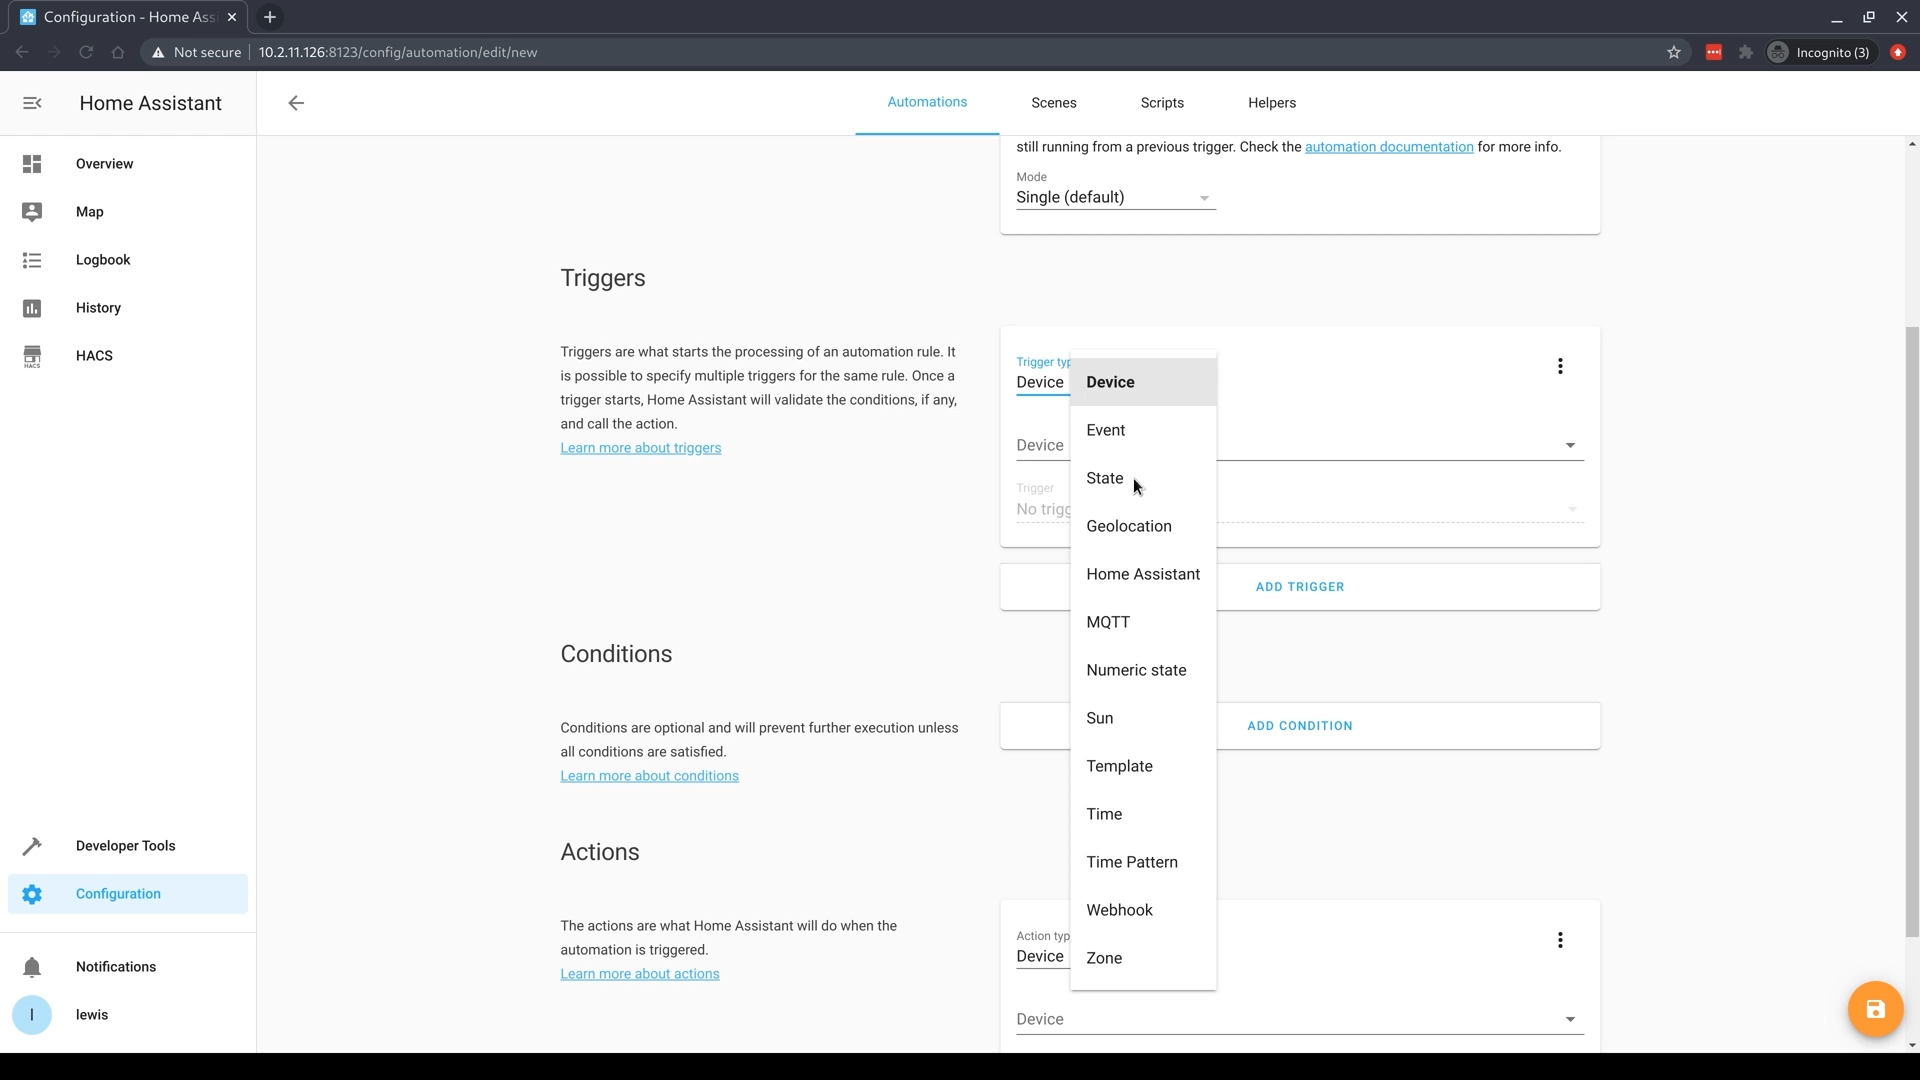 Configuration - Home Ass
Not secure
10.2.11.126:8123/config/automation/edit/new
Incognito (3)
Home Assistant
Automations
Scenes
Scripts
Helpers
Overview
Map
Logbook
History
HACS
HACS
Developer Tools
Configuration
Notifications
l
lewis
still running from a previous trigger. Check the automation documentation for more info.
Mode
Single (default)
Triggers
Triggers are what starts the processing of an automation rule. It
is possible to specify multiple triggers for the same rule. Once a
trigger starts, Home Assistant will validate the conditions, if any,
and call the action.
Learn more about triggers
Trigger typ
Device
Device
Trigger
No trigg
Device
Event
State
Geolocation
Home Assistant
MQTT
Numeric state
Sun
Template
Time
Time Pattern
Webhook
Zone
ADD TRIGGER
Conditions
Conditions are optional and will prevent further execution unless
all conditions are satisfied.
Learn more about conditions
ADD CONDITION
Actions
The actions are what Home Assistant will do when the
automation is triggered.
Learn more about actions
Action typ
Device
Device